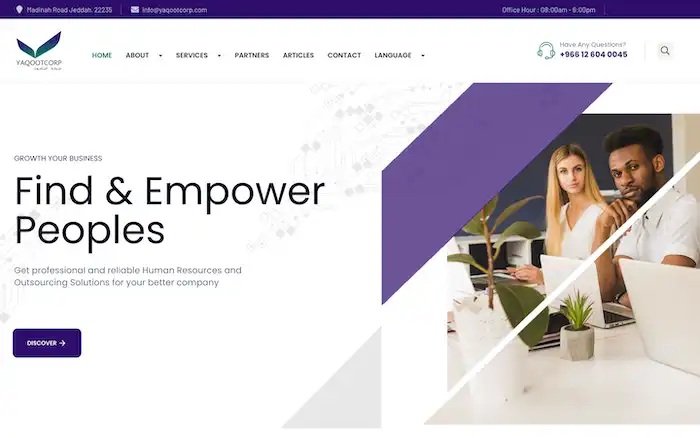 Madinah Road Jeddah, 22235
info@yaqootcorp.com
Office Hour : 08:00am - 6:00pm
YAQOOTCORP
HOME
ABOUT
SERVICES
PARTNERS
ARTICLES
CONTACT
LANGUAGE
Have Any Questions?
+966 12 604 0045
GROWTH YOUR BUSINESS
Find & Empower
Peoples
Get professional and reliable Human Resources and
Outsourcing Solutions for your better company
DISCOVER →